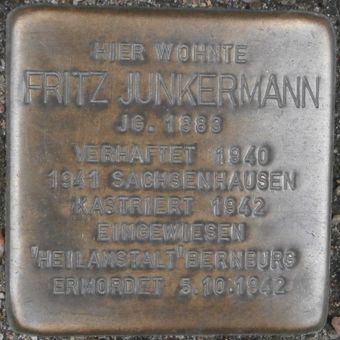 HIER WOHNTE
FRITZ JUNKERMANN
JG. 1883
VERHAFTET 1940
1941 SACHSENHAUSEN
KASTRIERT 1942
EINGEWIESEN
"HEILANSTALT" BERNBURG
ERMORDET 5.10.1942